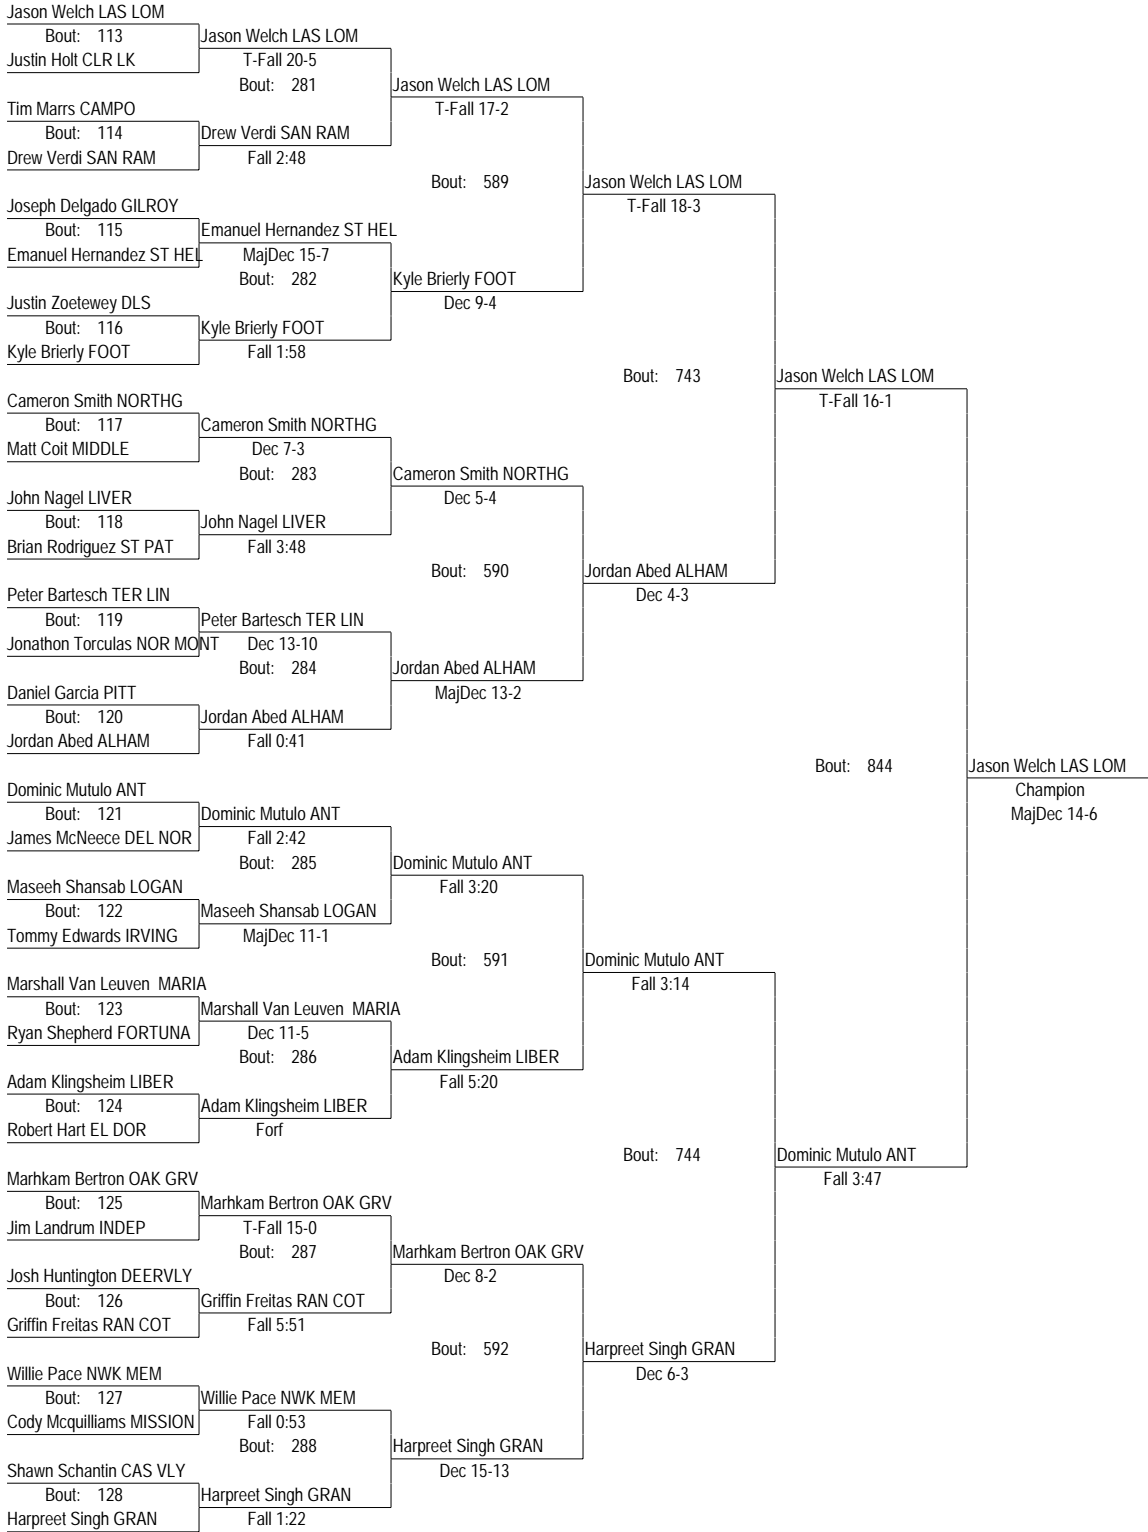 Jason Welch LAS LOM
Bout: 113
Justin Holt CLR LK
Jason Welch LAS LOM
T-Fall 20-5
Bout: 281
Tim Marrs CAMPO
Bout: 114
Drew Verdi SAN RAM
Drew Verdi SAN RAM
Fall 2:48
Jason Welch LAS LOM
T-Fall 17-2
Bout: 589
Joseph Delgado GILROY
Bout: 115
Emanuel Hernandez ST HEL
Emanuel Hernandez ST HEL
MajDec 15-7
Bout: 282
Justin Zoetewey DLS
Bout: 116
Kyle Brierly FOOT
Kyle Brierly FOOT
Fall 1:58
Kyle Brierly FOOT
Dec 9-4
Jason Welch LAS LOM
T-Fall 18-3
Bout: 743
Cameron Smith NORTHG
Bout: 117
Matt Coit MIDDLE
Cameron Smith NORTHG
Dec 7-3
Bout: 283
John Nagel LIVER
Bout: 118
Brian Rodriguez ST PAT
John Nagel LIVER
Fall 3:48
Cameron Smith NORTHG
Dec 5-4
Bout: 590
Peter Bartesch TER LIN
Bout: 119
Jonathon Torculas NOR MONT
Peter Bartesch TER LIN
Dec 13-10
Bout: 284
Daniel Garcia PITT
Bout: 120
Jordan Abed ALHAM
Jordan Abed ALHAM
Fall 0:41
Jordan Abed ALHAM
MajDec 13-2
Jordan Abed ALHAM
Dec 4-3
Jason Welch LAS LOM
T-Fall 16-1
Bout: 844
Jason Welch LAS LOM
Champion
MajDec 14-6
Dominic Mutulo ANT
Bout: 121
James McNeece DEL NOR
Dominic Mutulo ANT
Fall 2:42
Bout: 285
Maseeh Shansab LOGAN
Bout: 122
Tommy Edwards IRVING
Maseeh Shansab LOGAN
MajDec 11-1
Dominic Mutulo ANT
Fall 3:20
Bout: 591
Marshall Van Leuven  MARIA
Bout: 123
Ryan Shepherd FORTUNA
Marshall Van Leuven  MARIA
Dec 11-5
Bout: 286
Adam Klingsheim LIBER
Bout: 124
Robert Hart EL DOR
Adam Klingsheim LIBER
Forf
Adam Klingsheim LIBER
Fall 5:20
Dominic Mutulo ANT
Fall 3:14
Bout: 744
Marhkam Bertron OAK GRV
Bout: 125
Jim Landrum INDEP
Marhkam Bertron OAK GRV
T-Fall 15-0
Bout: 287
Josh Huntington DEERVLY
Bout: 126
Griffin Freitas RAN COT
Griffin Freitas RAN COT
Fall 5:51
Marhkam Bertron OAK GRV
Dec 8-2
Bout: 592
Willie Pace NWK MEM
Bout: 127
Cody Mcquilliams MISSION
Willie Pace NWK MEM
Fall 0:53
Bout: 288
Shawn Schantin CAS VLY
Bout: 128
Harpreet Singh GRAN
Harpreet Singh GRAN
Fall 1:22
Harpreet Singh GRAN
Dec 15-13
Harpreet Singh GRAN
Dec 6-3
Dominic Mutulo ANT
Fall 3:47